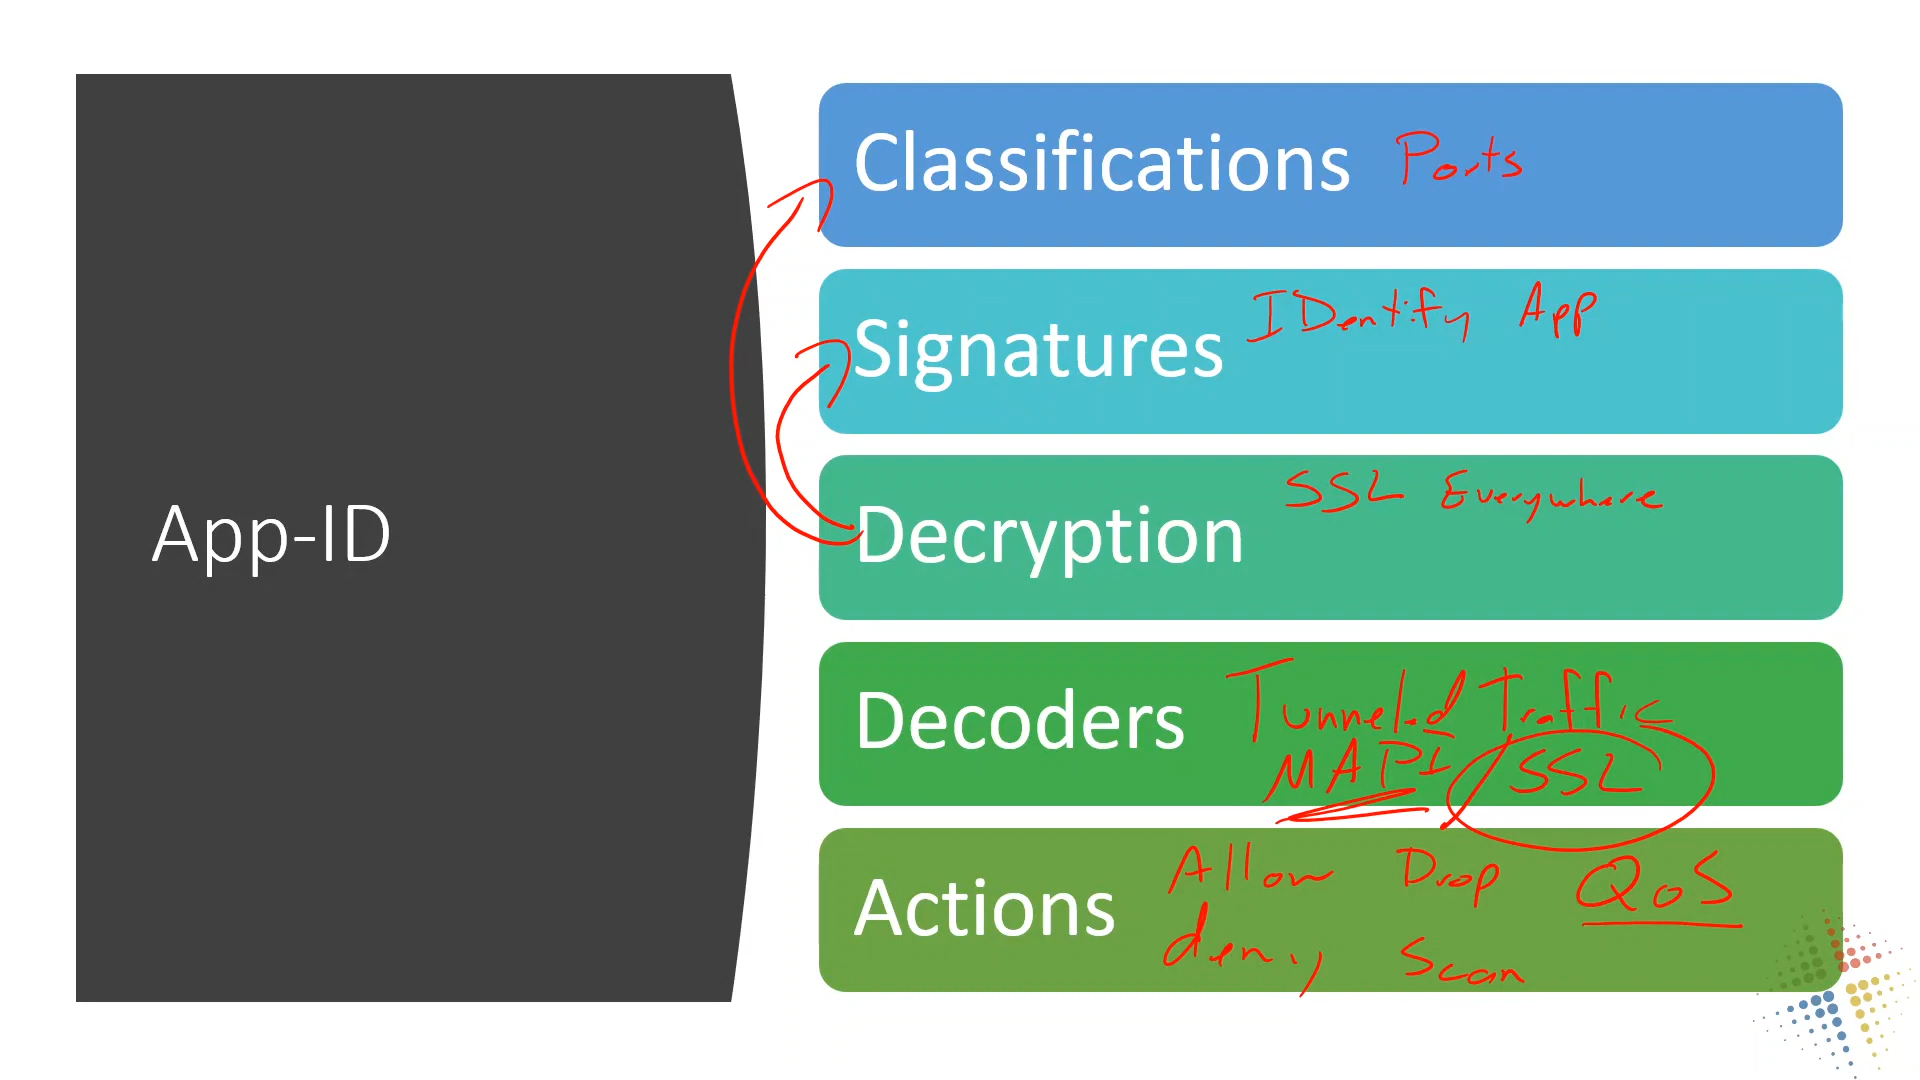 App-ID
Classifications Ports
Signatures IDentify App
Decryption SSL Everywhere
Decoders Tunneled Traffic
MAPI SSL
Actions Allow Drop QoS
deny Scan